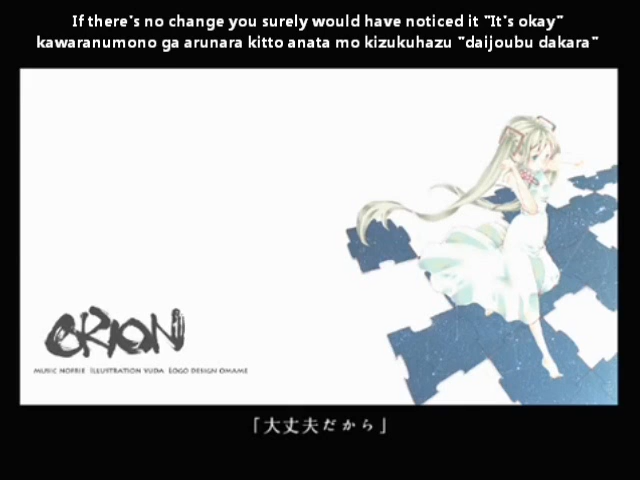 If there's no change you surely would have noticed it "It's okay"
kawaranumono ga arunara kitto anata mo kizukuhazu "daijoubu dakara"
ORION
MUSIC NOERIE ILLUSTRATION YUDA LOGO DESIGN OMAME
「大丈夫だから」